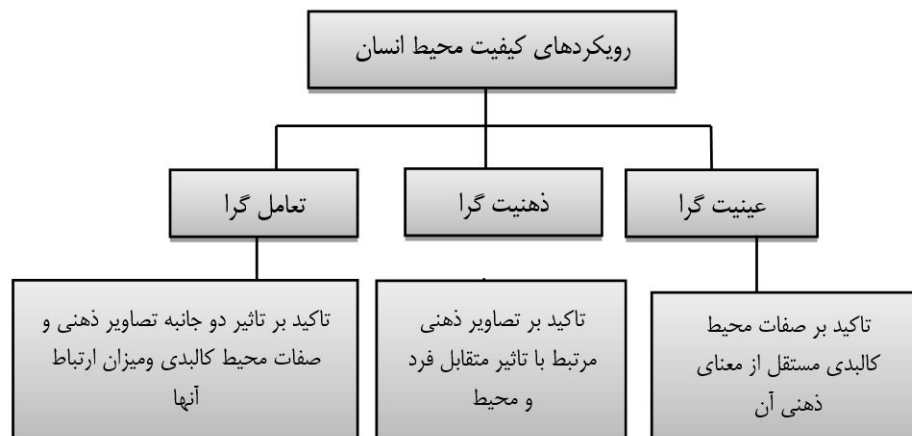 رویکردهای کیفیت محیط انسان
عینیت گرا
ذهنیت گرا
تعامل گرا
تاکید بر صفات محیط
کالبدی مستقل از معنای
ذهنی آن
تاکید بر تصاویر ذهنی
مرتبط با تاثیر متقابل فرد
و محیط
تاکید بر تاثیر دو جانبه تصاویر ذهنی و
صفات محیط کالبدی ومیزان ارتباط
آنها